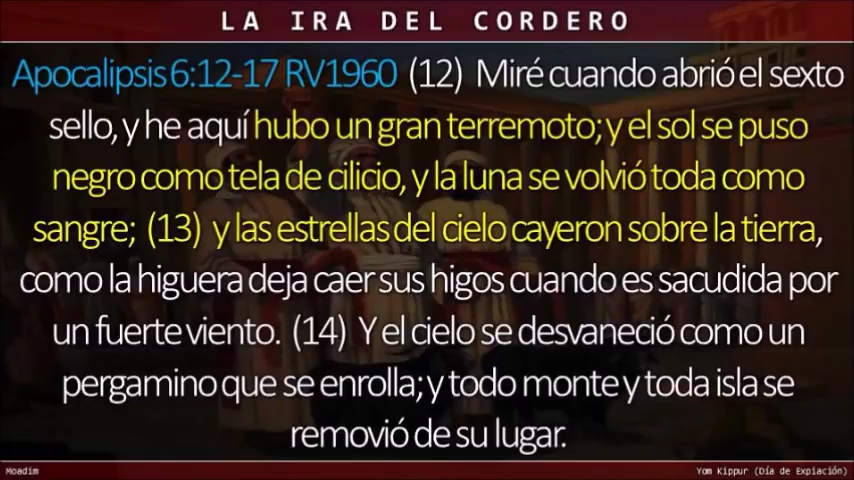 LA IRA DEL CORDERO
Apocalipsis 6:12-17 RV1960 (12) Miré cuando abrió el sexto
sello, y he aquí hubo un gran terremoto; y el sol se puso
negro como tela de cilicio, y la luna se volvió toda como
sangre; (13) y las estrellas del cielo cayeron sobre la tierra,
como la higuera deja caer sus higos cuando es sacudida por
un fuerte viento. (14) Y el cielo se desvaneció como un
pergamino que se enrolla; y todo monte y toda isla se
removió de su lugar.
Moadim
Yom Kippur (Día de Expiación)